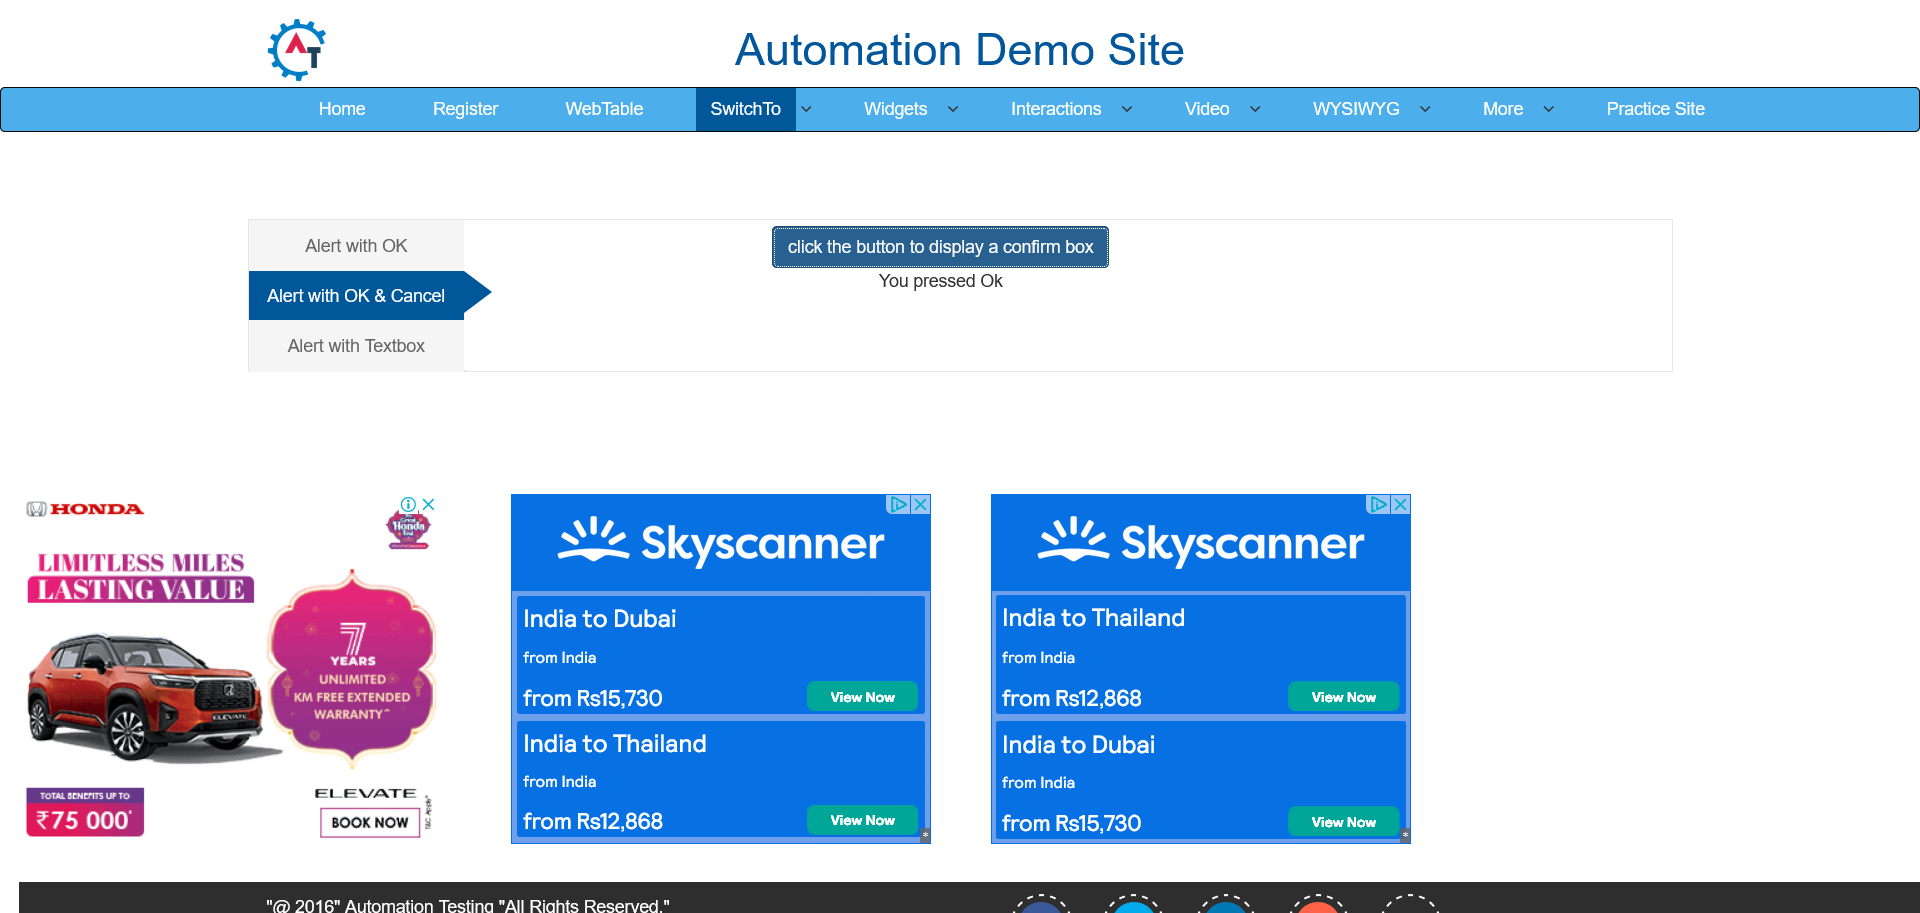 AT
Automation Demo Site
Home Register WebTable SwitchTo Widgets Interactions Video WYSIWYG More Practice Site
Alert with OK
Alert with OK & Cancel
Alert with Textbox
click the button to display a confirm box
You pressed Ok
HONDA
Honda
LIMITLESS MILES
LASTING VALUE
7
YEARS
UNLIMITED
KM FREE EXTENDED
WARRANTY^
ELEVATE
TOTAL BENEFITS UP TO
₹75 000*
ELEVATE
BOOK NOW
T&C Apply*
Skyscanner
India to Dubai
from India
from Rs15,730
View Now
India to Thailand
from India
from Rs12,868
View Now
*
Skyscanner
India to Thailand
from India
from Rs12,868
View Now
India to Dubai
from India
from Rs15,730
View Now
*
"@ 2016" Automation Testing "All Rights Reserved."